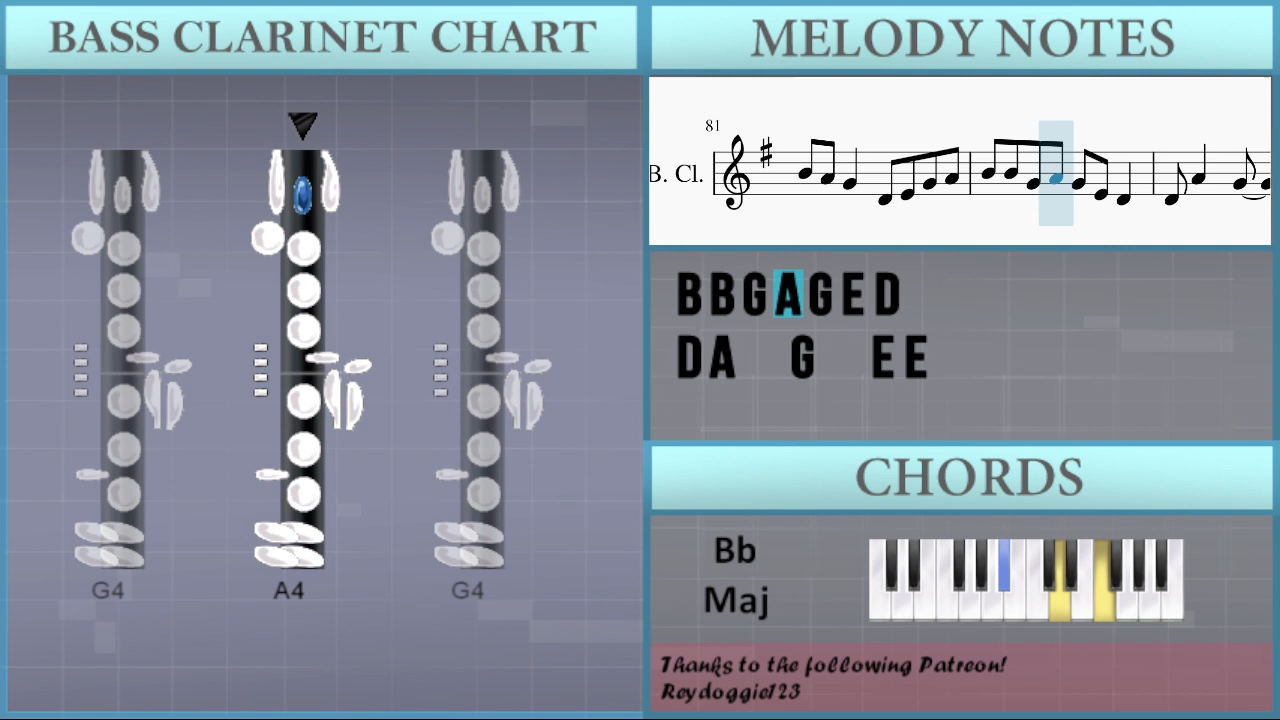 BASS CLARINET CHART
G4
A4
G4
MELODY NOTES
81
B. Cl.
BBGAGED
DA G EE
CHORDS
Bb
Maj
Thanks to the following Patreon!
Reydoggie123